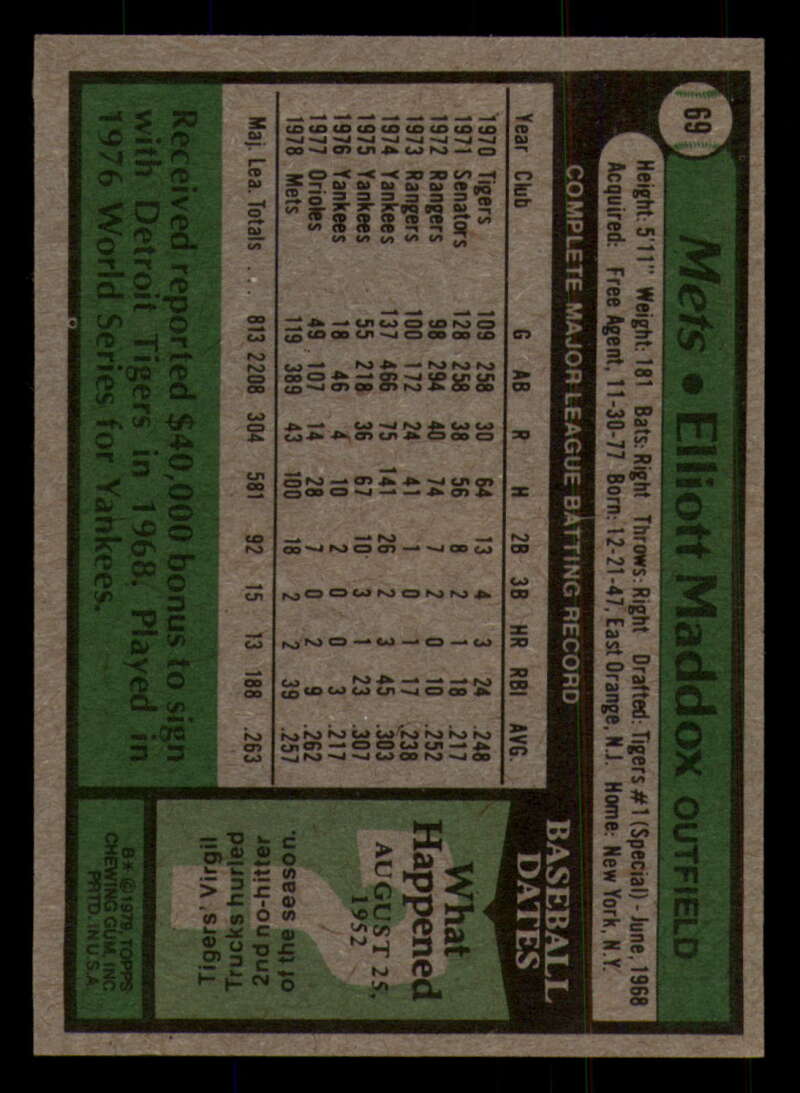 69
Mets • Elliott Maddox OUTFIELD
Height: 5'11" Weight: 181 Bats: Right Throws: Right Drafted: Tigers #1 (Special) - June, 1968
Acquired: Free Agent, 11-30-77 Born: 12-21-47, East Orange, N.J. Home: New York, N.Y.
COMPLETE MAJOR LEAGUE BATTING RECORD
Year Club G AB R H 2B 3B HR RBI AVG.
1970 Tigers 109 258 30 64 13 4 3 24 .248
1971 Senators 128 258 38 56 8 2 1 18 .217
1972 Rangers 98 294 40 74 7 2 0 10 .252
1973 Rangers 100 172 24 41 1 0 1 17 .238
1974 Yankees 137 466 75 141 26 2 3 45 .303
1975 Yankees 55 218 36 67 10 3 1 23 .307
1976 Yankees 18 46 4 10 2 0 0 3 .217
1977 Orioles 49 107 14 28 7 0 2 9 .262
1978 Mets 119 389 43 100 18 2 2 39 .257
Maj. Lea. Totals . . . 813 2208 304 581 92 15 13 188 .263
Received reported $40,000 bonus to sign
with Detroit Tigers in 1968. Played in
1976 World Series for Yankees.
BASEBALL
DATES
What
Happened
AUGUST 25,
1952
Tigers' Virgil
Trucks hurled
2nd no-hitter
of the season.
B* © 1979 TOPPS
CHEWING GUM, INC.
PRTD. IN U.S.A.